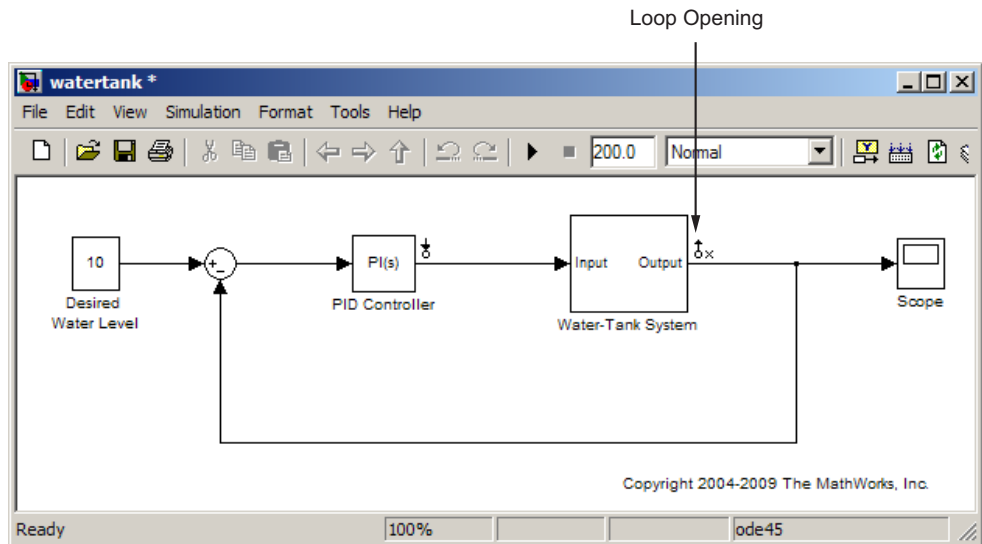 Loop Opening
watertank *
File Edit View Simulation Format Tools Help
200.0 Normal
10
Desired
Water Level
+
-
PI(s)
PID Controller
Input Output
x
Water-Tank System
Scope
Copyright 2004-2009 The MathWorks, Inc.
Ready 100% ode45